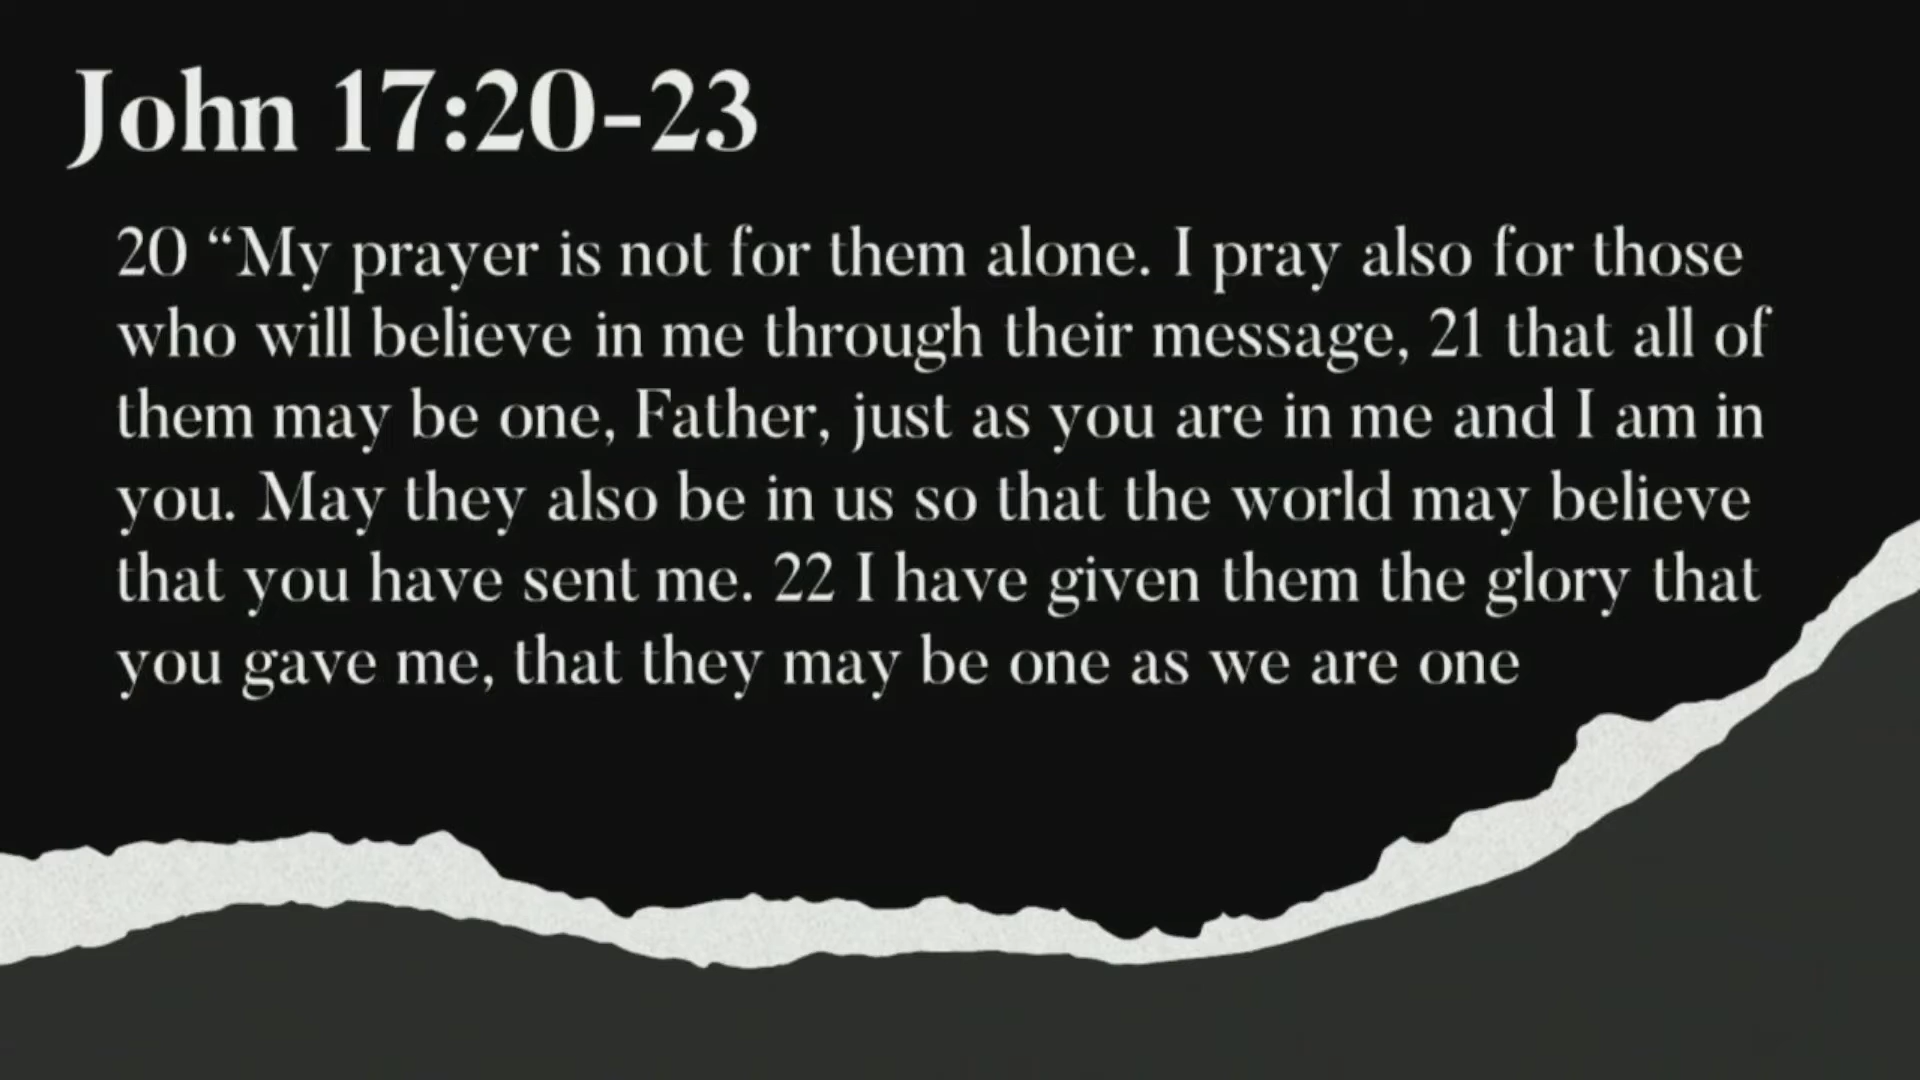 John 17:20-23
20 “My prayer is not for them alone. I pray also for those
who will believe in me through their message, 21 that all of
them may be one, Father, just as you are in me and I am in
you. May they also be in us so that the world may believe
that you have sent me. 22 I have given them the glory that
you gave me, that they may be one as we are one